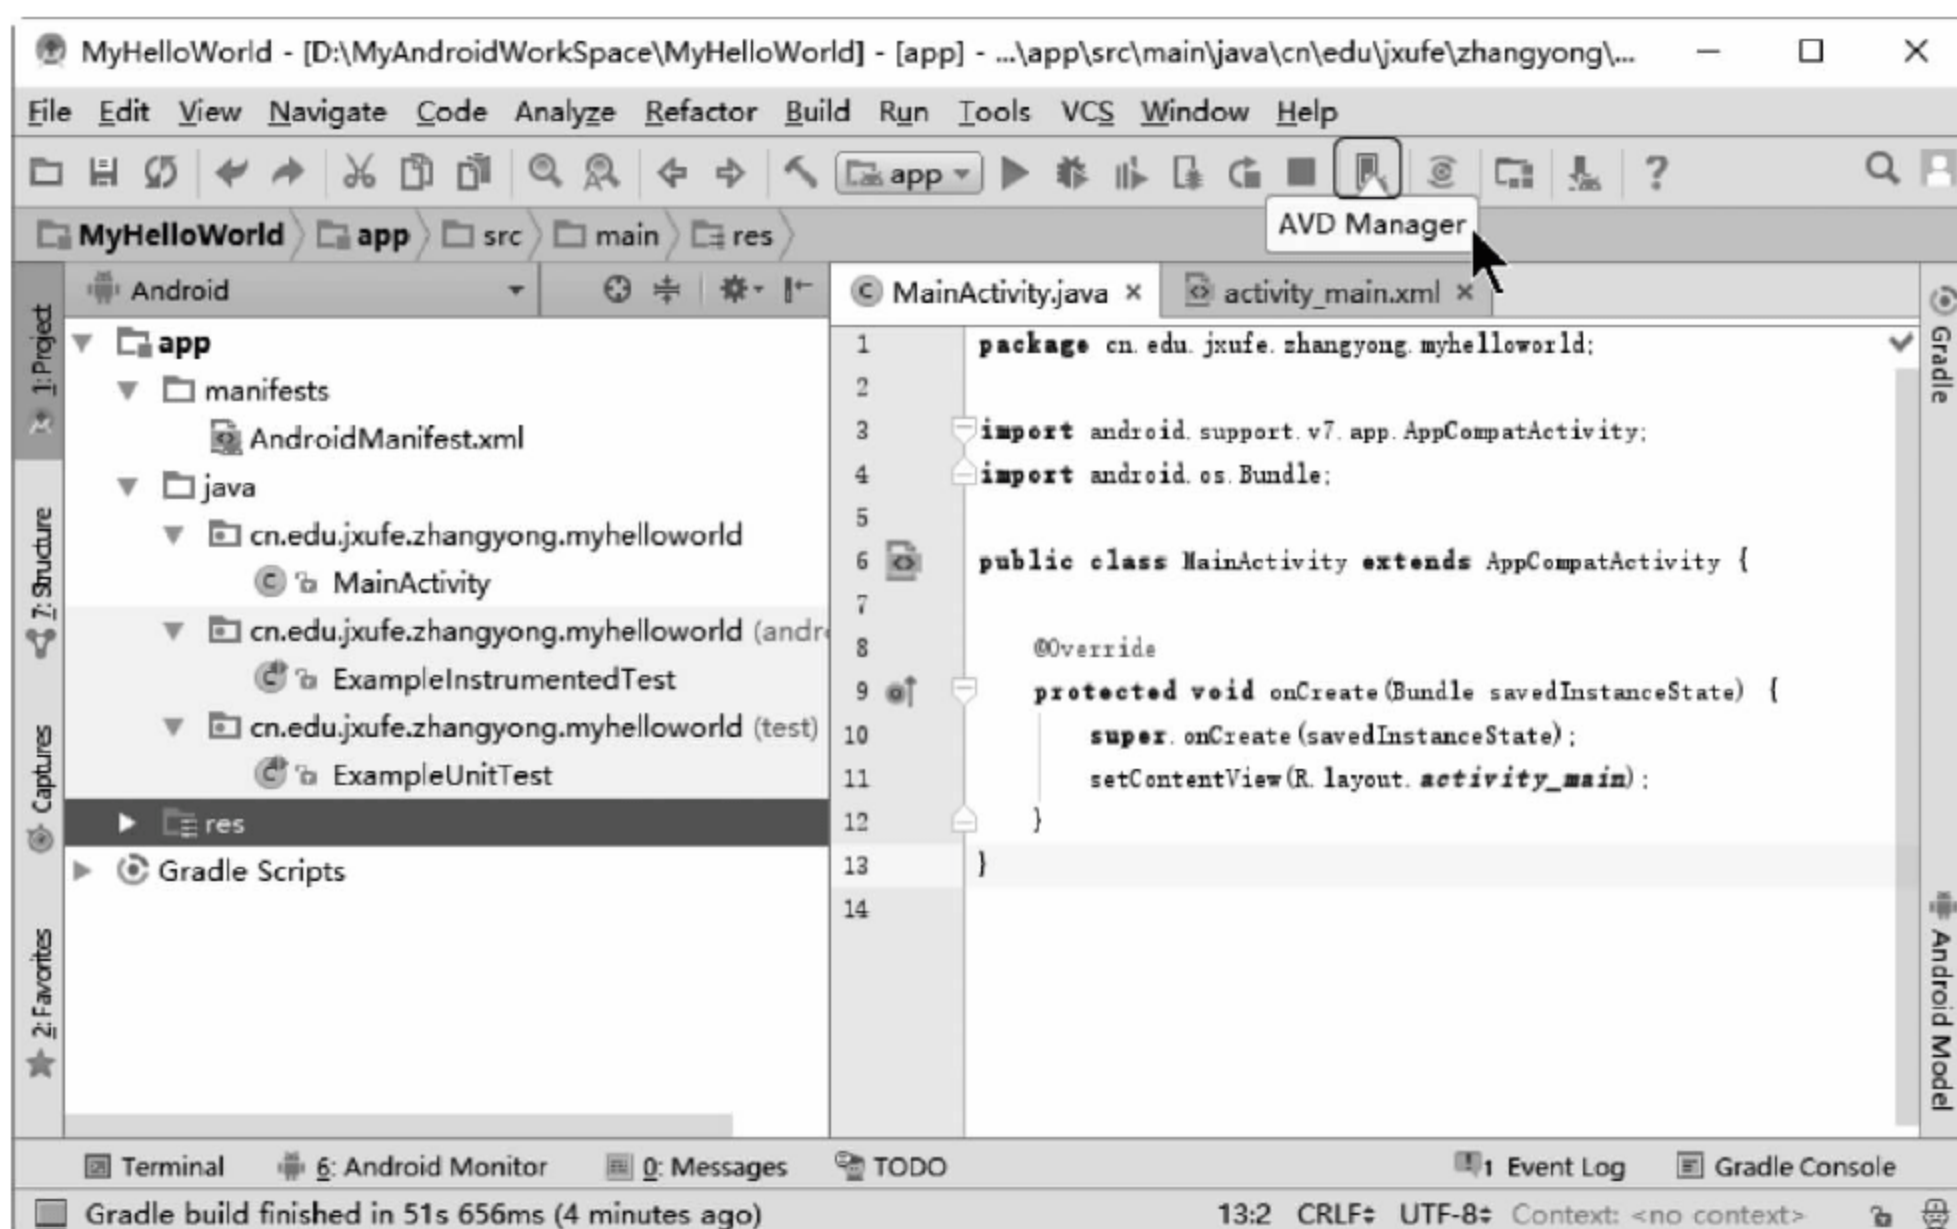 MyHelloWorld - [D:\MyAndroidWorkSpace\MyHelloWorld] - [app] - ...\app\src\main\java\cn\edu\jxufe\zhangyong\...
File Edit View Navigate Code Analyze Refactor Build Run Tools VCS Window Help
app
AVD Manager
MyHelloWorld app src main res
Android
MainActivity.java
activity_main.xml
1: Project
7: Structure
Captures
2: Favorites
app
manifests
AndroidManifest.xml
java
cn.edu.jxufe.zhangyong.myhelloworld
MainActivity
cn.edu.jxufe.zhangyong.myhelloworld (andr
ExampleInstrumentedTest
cn.edu.jxufe.zhangyong.myhelloworld (test)
ExampleUnitTest
res
Gradle Scripts
1 package cn.edu.jxufe.zhangyong.myhelloworld;
2
3 import android.support.v7.app.AppCompatActivity;
4 import android.os.Bundle;
5
6 public class MainActivity extends AppCompatActivity {
7
8 @Override
9 protected void onCreate(Bundle savedInstanceState) {
10 super.onCreate(savedInstanceState);
11 setContentView(R.layout.activity_main);
12 }
13 }
14
Gradle
Android Model
Terminal 6: Android Monitor 0: Messages TODO 1 Event Log Gradle Console
Gradle build finished in 51s 656ms (4 minutes ago) 13:2 CRLF UTF-8 Context: <no context>